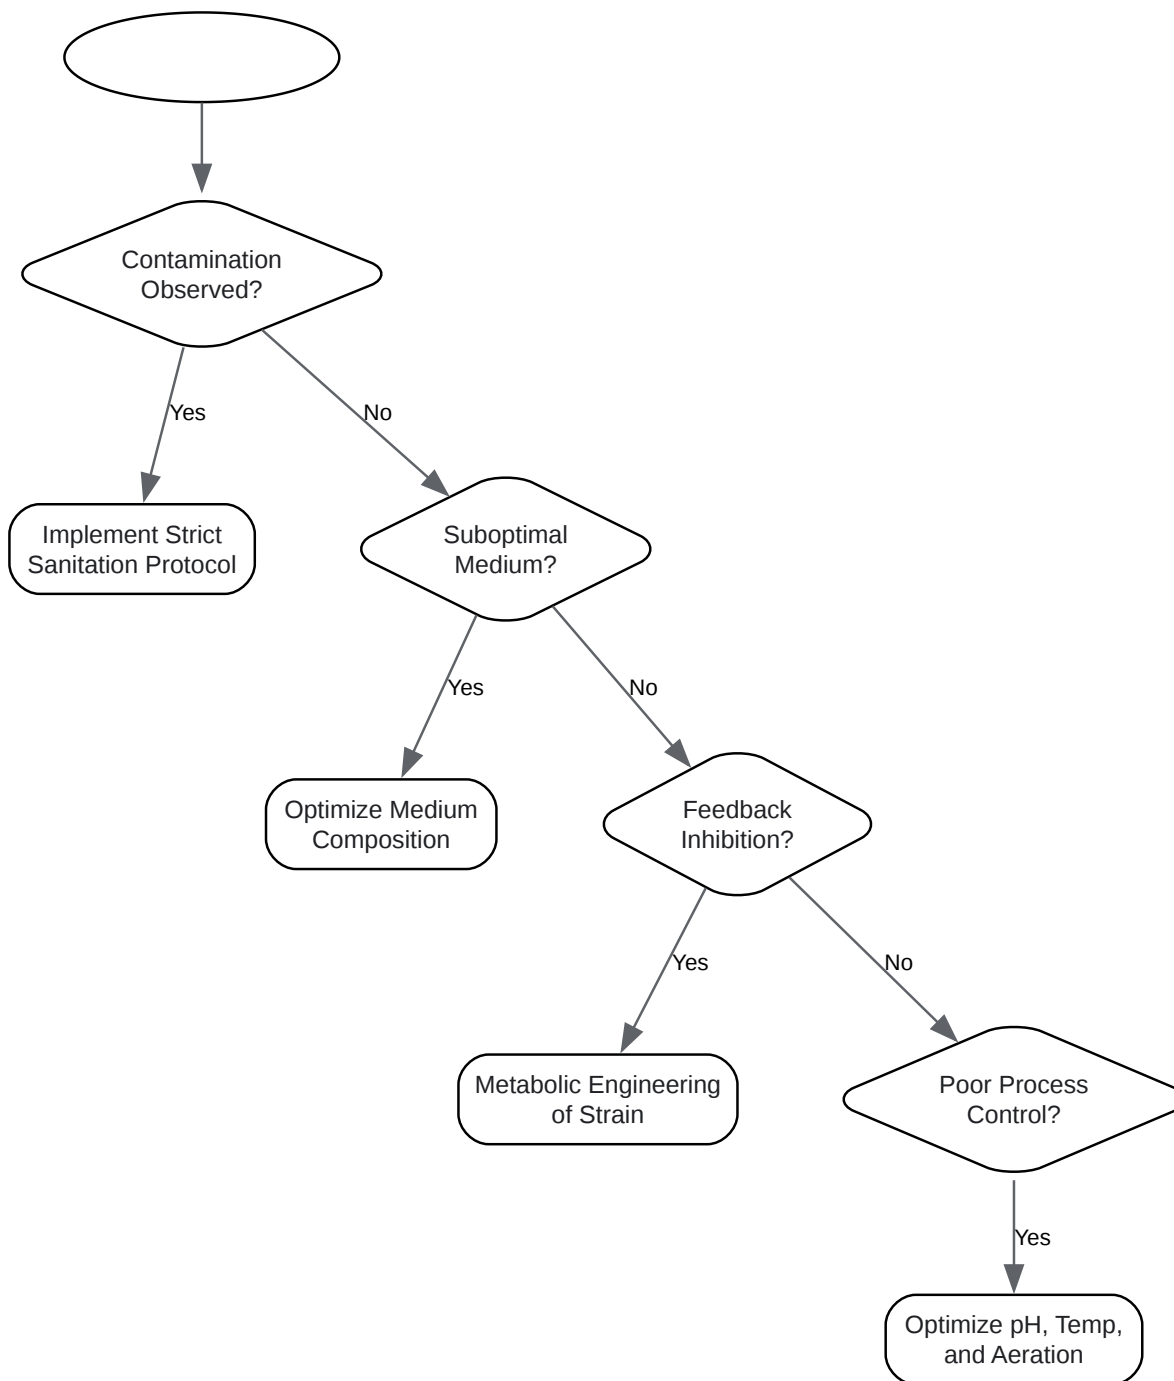 Contamination
Observed?
Yes
No
Implement Strict
Sanitation Protocol
Suboptimal
Medium?
Yes
No
Optimize Medium
Composition
Feedback
Inhibition?
Yes
No
Metabolic Engineering
of Strain
Poor Process
Control?
Yes
Optimize pH, Temp,
and Aeration